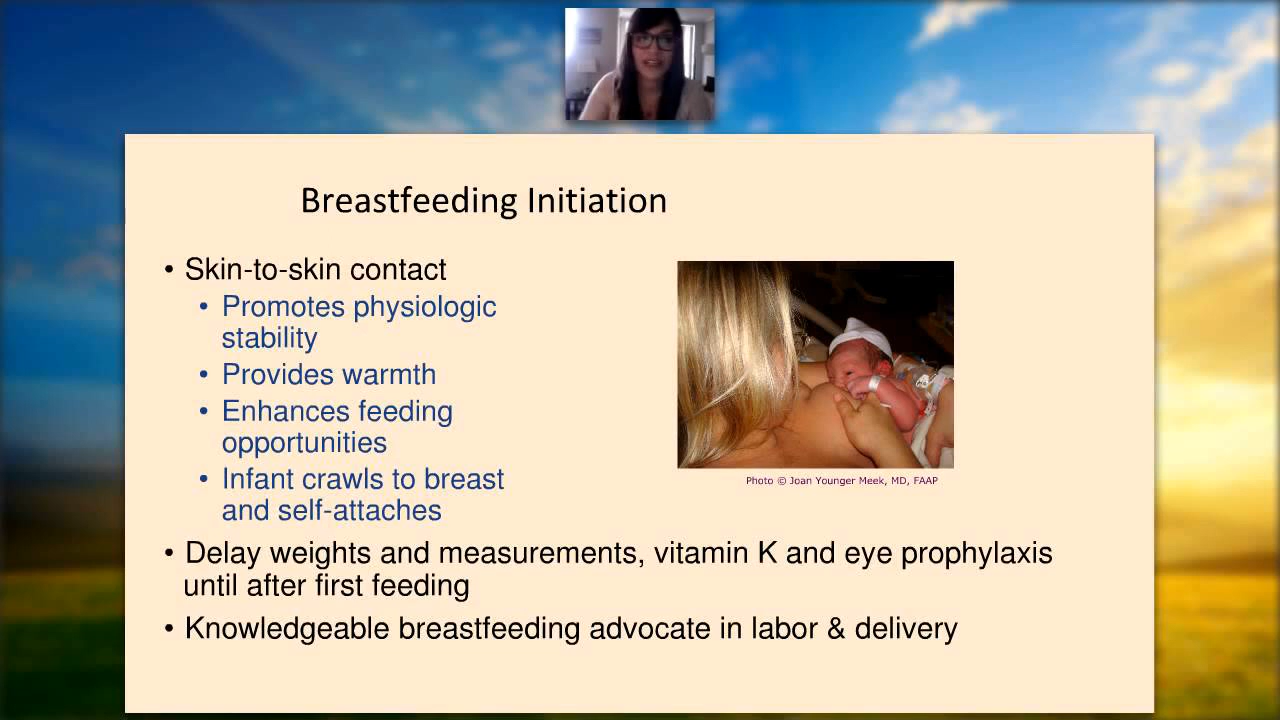 Breastfeeding Initiation
• Skin-to-skin contact
• Promotes physiologic
stability
• Provides warmth
• Enhances feeding
opportunities
• Infant crawls to breast
and self-attaches
Photo © Joan Younger Meek, MD, FAAP
• Delay weights and measurements, vitamin K and eye prophylaxis
until after first feeding
• Knowledgeable breastfeeding advocate in labor & delivery